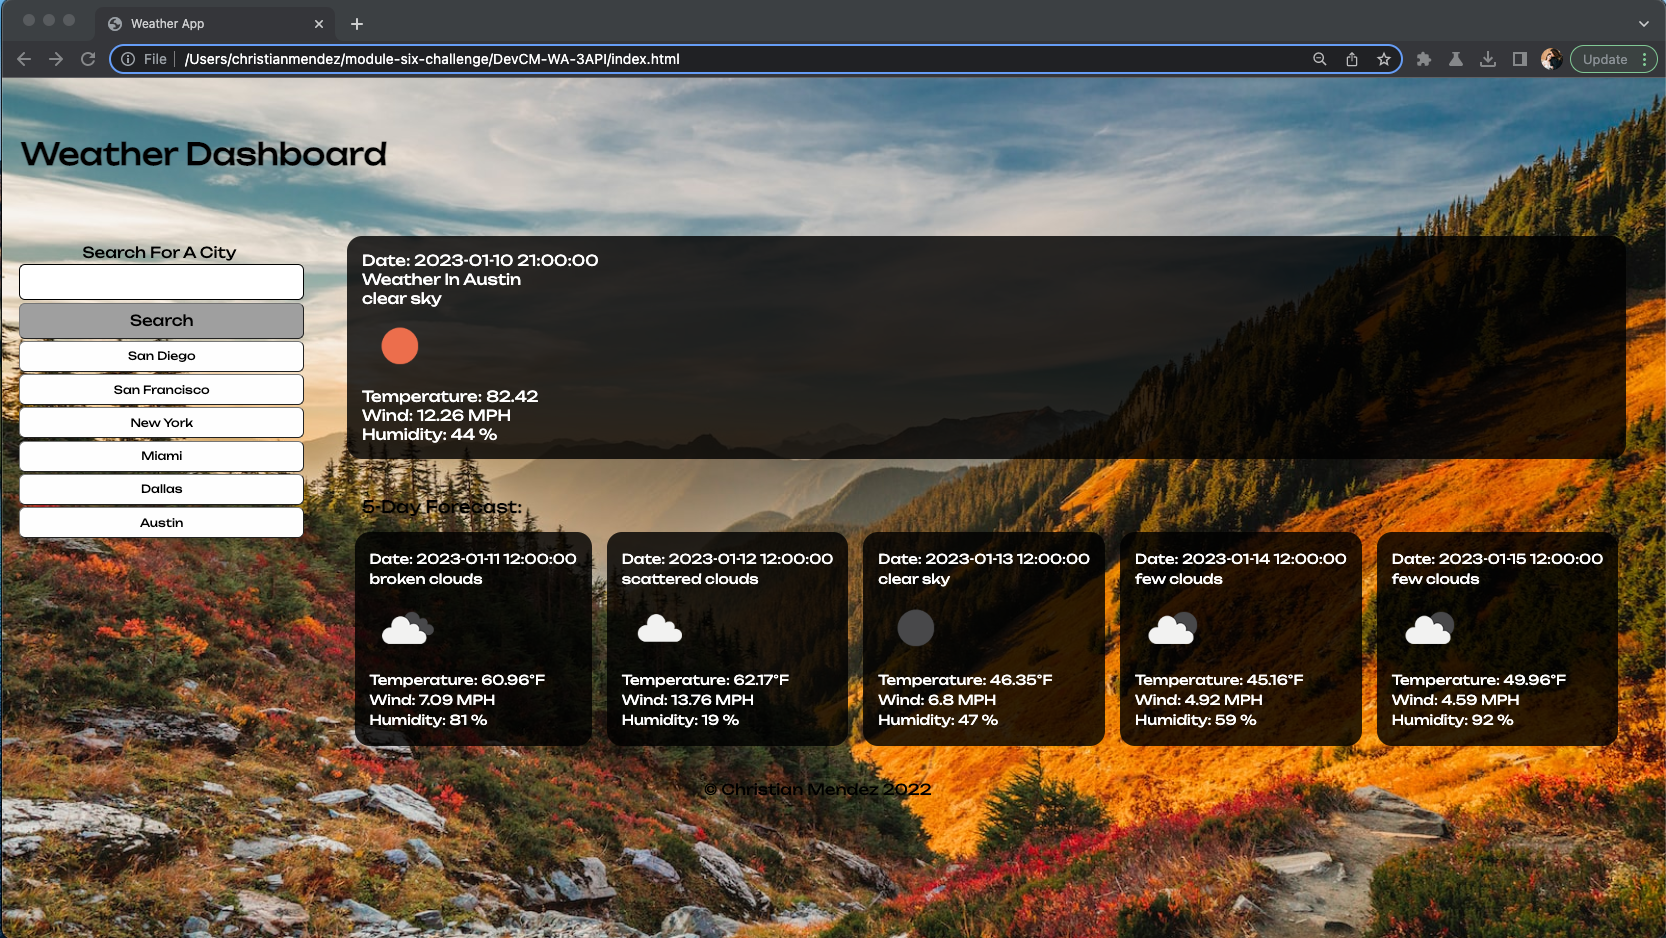 Weather App
Update
File
/Users/christianmendez/module-six-challenge/DevCM-WA-3API/index.html
Weather Dashboard
Search For A City
Search
San Diego
San Francisco
New York
Miami
Dallas
Austin
Date: 2023-01-10 21:00:00
Weather In Austin
clear sky
Temperature: 82.42
Wind: 12.26 MPH
Humidity: 44 %
5-Day Forecast:
Date: 2023-01-11 12:00:00
broken clouds
Temperature: 60.96°F
Wind: 7.09 MPH
Humidity: 81 %
Date: 2023-01-12 12:00:00
scattered clouds
Temperature: 62.17°F
Wind: 13.76 MPH
Humidity: 19 %
Date: 2023-01-13 12:00:00
clear sky
Temperature: 46.35°F
Wind: 6.8 MPH
Humidity: 47 %
Date: 2023-01-14 12:00:00
few clouds
Temperature: 45.16°F
Wind: 4.92 MPH
Humidity: 59 %
Date: 2023-01-15 12:00:00
few clouds
Temperature: 49.96°F
Wind: 4.59 MPH
Humidity: 92 %
© Christian Mendez 2022